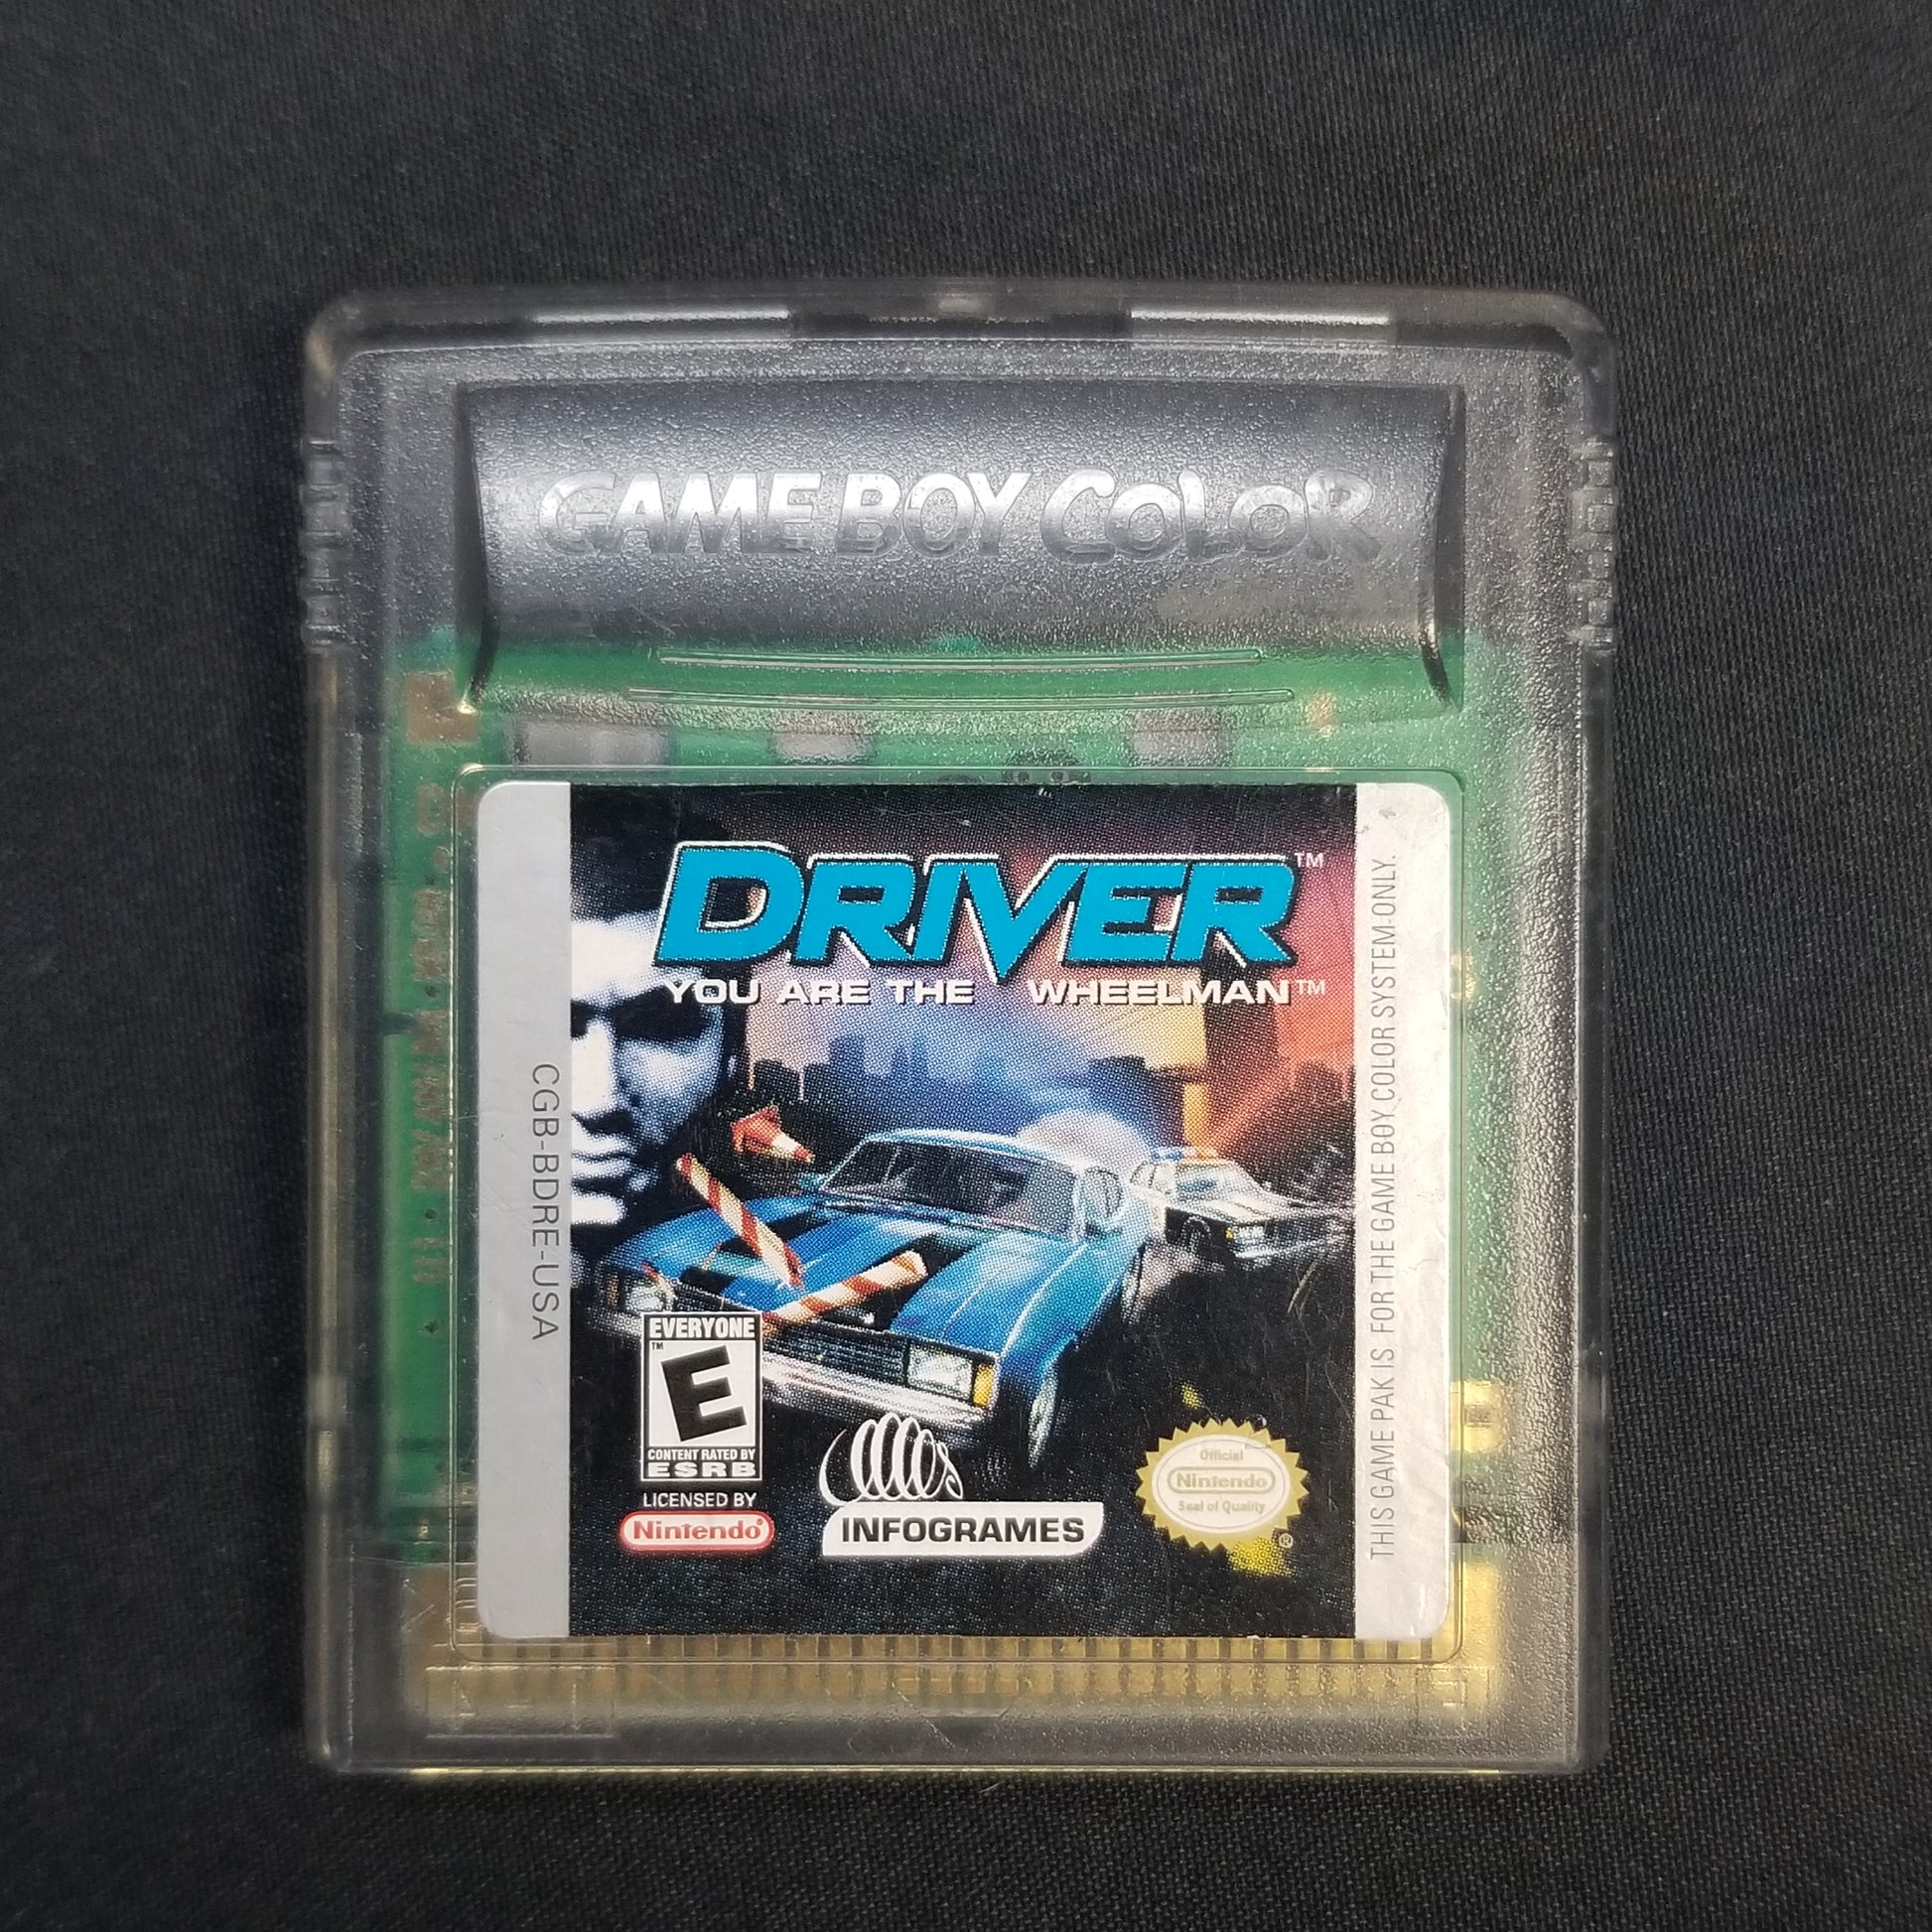 GAME BOY COLOR
DRIVER™
YOU ARE THE WHEELMAN™
CGB-BDRE-USA
THIS GAME PAK IS FOR THE GAME BOY COLOR SYSTEM ONLY.
EVERYONE
™
E
CONTENT RATED BY
ESRB
LICENSED BY
Nintendo®
INFOGRAMES
Official
Nintendo
Seal of Quality
®